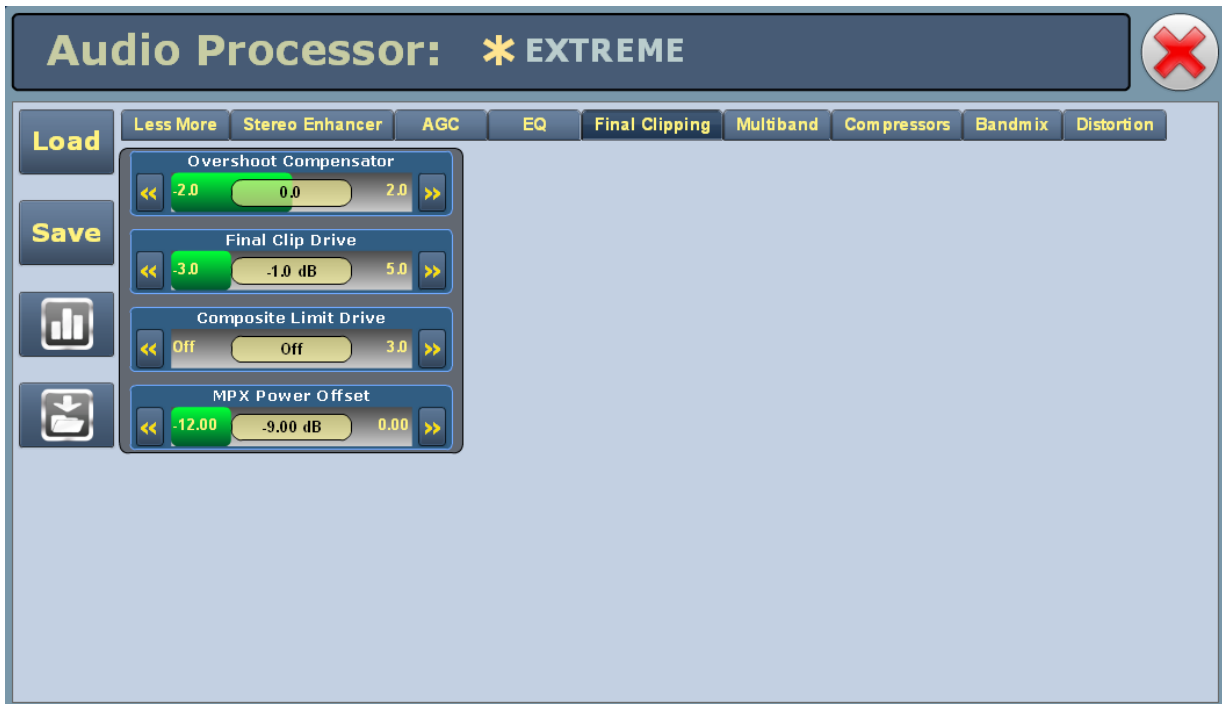 Audio Processor: * EXTREME
Load
Save
Less More Stereo Enhancer AGC EQ Final Clipping Multiband Compressors Bandmix Distortion
Overshoot Compensator
« -2.0 0.0 2.0 »
Final Clip Drive
« -3.0 -1.0 dB 5.0 »
Composite Limit Drive
« Off Off 3.0 »
MPX Power Offset
« -12.00 -9.00 dB 0.00 »